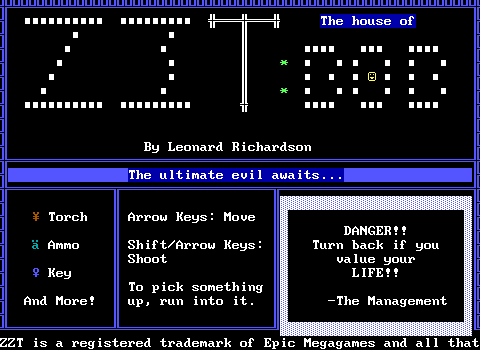 ZZT
The house of
BOB
By Leonard Richardson
The ultimate evil awaits...
Torch
Ammo
Key
And More!
Arrow Keys: Move
Shift/Arrow Keys:
Shoot
To pick something
up, run into it.
DANGER!!
Turn back if you
value your
LIFE!!
—The Management
ZZT is a registered trademark of Epic Megagames and all that